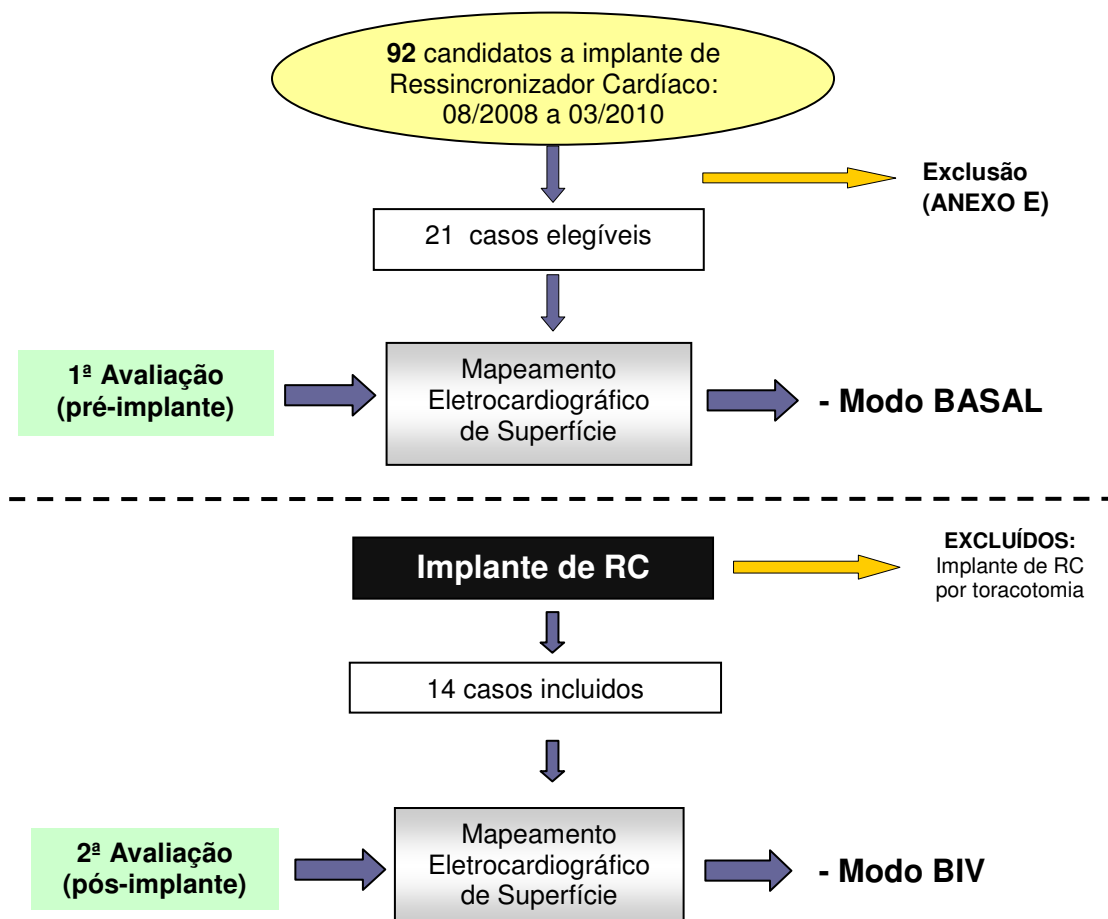 92 candidatos a implante de
Ressincronizador Cardíaco:
08/2008 a 03/2010
Exclusão
(ANEXO E)
21 casos elegíveis
1ª Avaliação
(pré-implante)
Mapeamento
Eletrocardiográfico
de Superfície
- Modo BASAL
Implante de RC
EXCLUÍDOS:
Implante de RC
por toracotomia
14 casos incluidos
2ª Avaliação
(pós-implante)
Mapeamento
Eletrocardiográfico
de Superfície
- Modo BIV